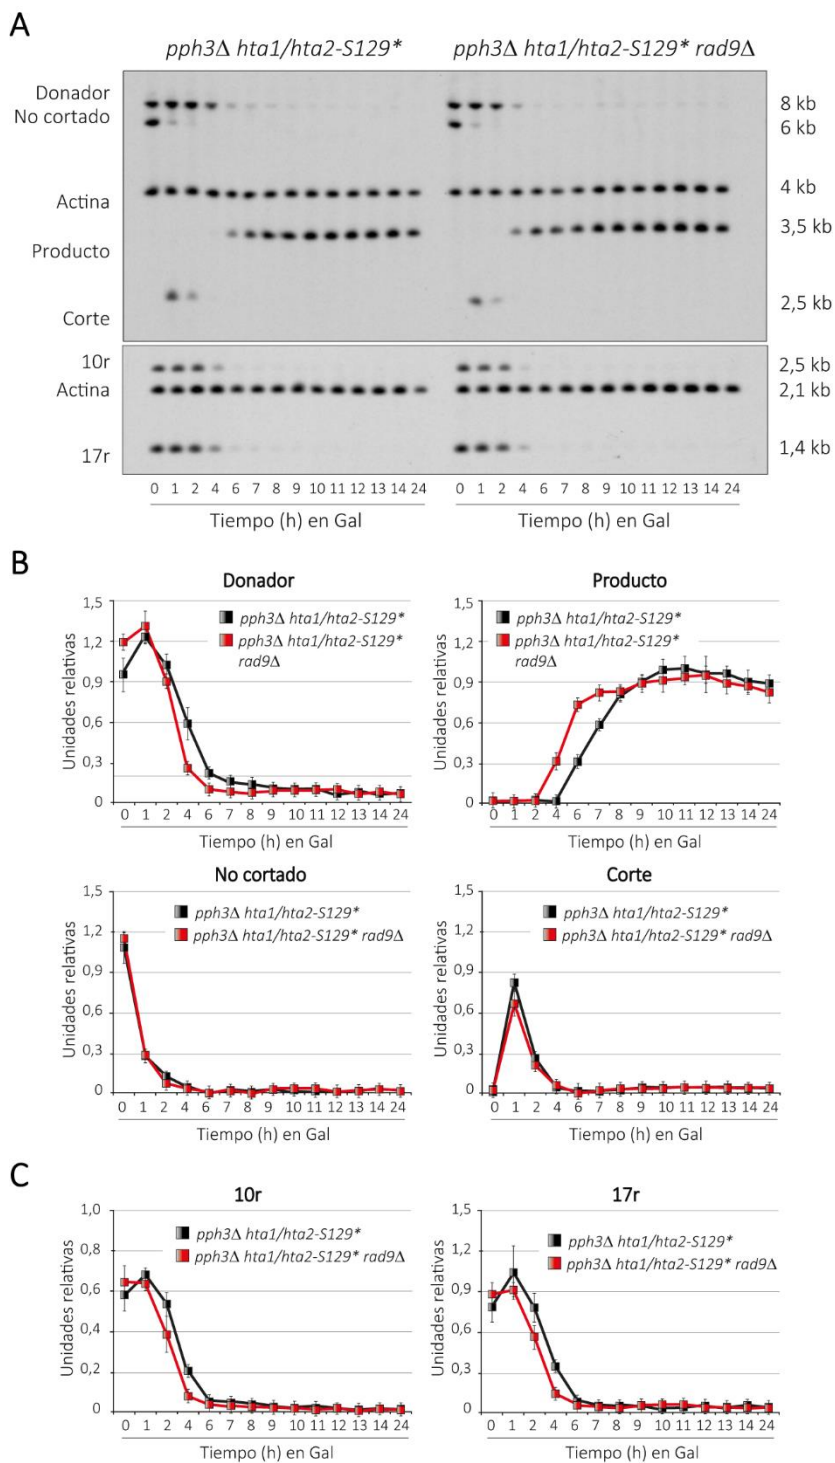 A
pph3Δ hta1/hta2-S129* pph3Δ hta1/hta2-S129* rad9Δ
Donador
No cortado
Actina
Producto
Corte
8 kb
6 kb
4 kb
3,5 kb
2,5 kb
10r
Actina
17r
2,5 kb
2,1 kb
1,4 kb
0 1 2 4 6 7 8 9 10 11 12 13 14 24 0 1 2 4 6 7 8 9 10 11 12 13 14 24
Tiempo (h) en Gal Tiempo (h) en Gal
B
Donador
Unidades relativas
1,5
1,2
0,9
0,6
0,3
0
pph3Δ hta1/hta2-S129*
pph3Δ hta1/hta2-S129*
rad9Δ
0 1 2 4 6 7 8 9 10 11 12 13 14 24
Tiempo (h) en Gal
Producto
Unidades relativas
1,5
1,2
0,9
0,6
0,3
0
pph3Δ hta1/hta2-S129*
pph3Δ hta1/hta2-S129*
rad9Δ
0 1 2 4 6 7 8 9 10 11 12 13 14 24
Tiempo (h) en Gal
No cortado
Unidades relativas
1,5
1,2
0,9
0,6
0,3
0
pph3Δ hta1/hta2-S129*
pph3Δ hta1/hta2-S129* rad9Δ
0 1 2 4 6 7 8 9 10 11 12 13 14 24
Tiempo (h) en Gal
Corte
Unidades relativas
1,5
1,2
0,9
0,6
0,3
0
pph3Δ hta1/hta2-S129*
pph3Δ hta1/hta2-S129* rad9Δ
0 1 2 4 6 7 8 9 10 11 12 13 14 24
Tiempo (h) en Gal
C
10r
Unidades relativas
1,0
0,8
0,6
0,4
0,2
0
pph3Δ hta1/hta2-S129*
pph3Δ hta1/hta2-S129* rad9Δ
0 1 2 4 6 7 8 9 10 11 12 13 14 24
Tiempo (h) en Gal
17r
Unidades relativas
1,5
1,2
0,9
0,6
0,3
0
pph3Δ hta1/hta2-S129*
pph3Δ hta1/hta2-S129* rad9Δ
0 1 2 4 6 7 8 9 10 11 12 13 14 24
Tiempo (h) en Gal